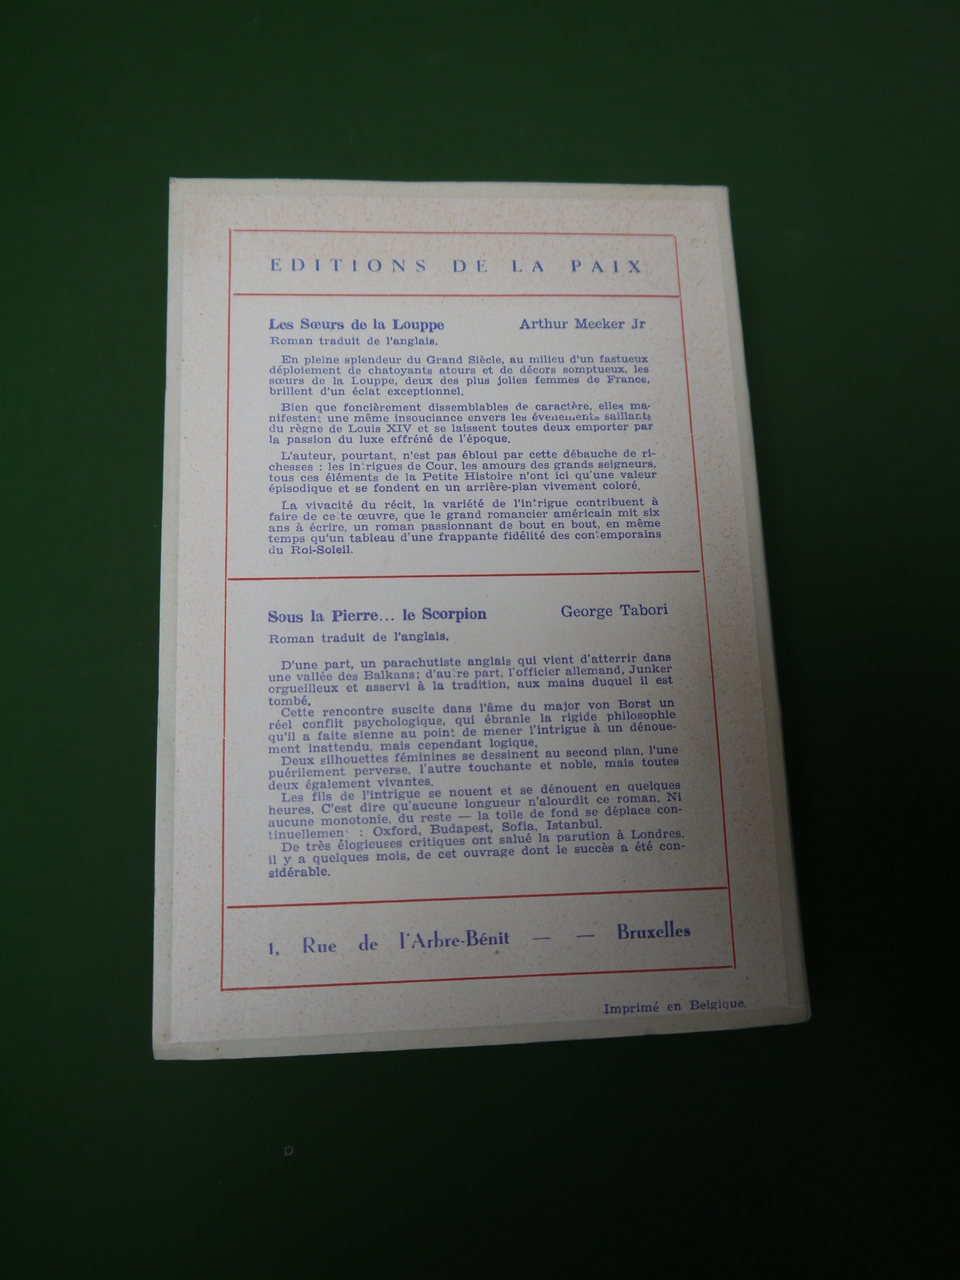 EDITIONS DE LA PAIX
Les Sœurs de la Louppe Arthur Meeker Jr
Roman traduit de l'anglais.
En pleine splendeur du Grand Siècle, au milieu d'un fastueux
déploiement de chatoyants atours et de décors somptueux, les
sœurs de la Louppe, deux des plus jolies femmes de France,
brillent d'un éclat exceptionnel.
Bien que foncièrement dissemblables de caractère, elles ma-
nifestent une même insouciance envers les événements saillants
du règne de Louis XIV et se laissent toutes deux emporter par
la passion du luxe effréné de l'époque.
L'auteur, pourtant, n'est pas ébloui par cette débauche de ri-
chesses : les intrigues de Cour, les amours des grands seigneurs,
tous ces éléments de la Petite Histoire n'ont ici qu'une valeur
épisodique et se fondent en un arrière-plan vivement coloré.
La vivacité du récit, la variété de l'intrigue contribuent à
faire de cette œuvre, que le grand romancier américain mit six
ans à écrire, un roman passionnant de bout en bout, en même
temps qu'un tableau d'une frappante fidélité des contemporains
du Roi-Soleil.
Sous la Pierre... le Scorpion George Tabori
Roman traduit de l'anglais.
D'une part, un parachutiste anglais qui vient d'atterrir dans
une vallée des Balkans; d'autre part, l'officier allemand, Junker
orgueilleux et asservi à la tradition, aux mains duquel il est
tombé.
Cette rencontre suscite dans l'âme du major von Borst un
réel conflit psychologique, qui ébranle la rigide philosophie
qu'il a faite sienne au point de mener l'intrigue à un dénoue-
ment inattendu, mais cependant logique.
Deux silhouettes féminines se dessinent au second plan, l'une
puérilement perverse, l'autre touchante et noble, mais toutes
deux également vivantes.
Les fils de l'intrigue se nouent et se dénouent en quelques
heures. C'est dire qu'aucune longueur n'alourdit ce roman. Ni
aucune monotonie, du reste — la toile de fond se déplace con-
tinuellement : Oxford, Budapest, Sofia, Istanbul.
De très élogieuses critiques ont salué la parution à Londres,
il y a quelques mois, de cet ouvrage dont le succès a été con-
sidérable.
1, Rue de l'Arbre-Bénit — — Bruxelles
Imprimé en Belgique.